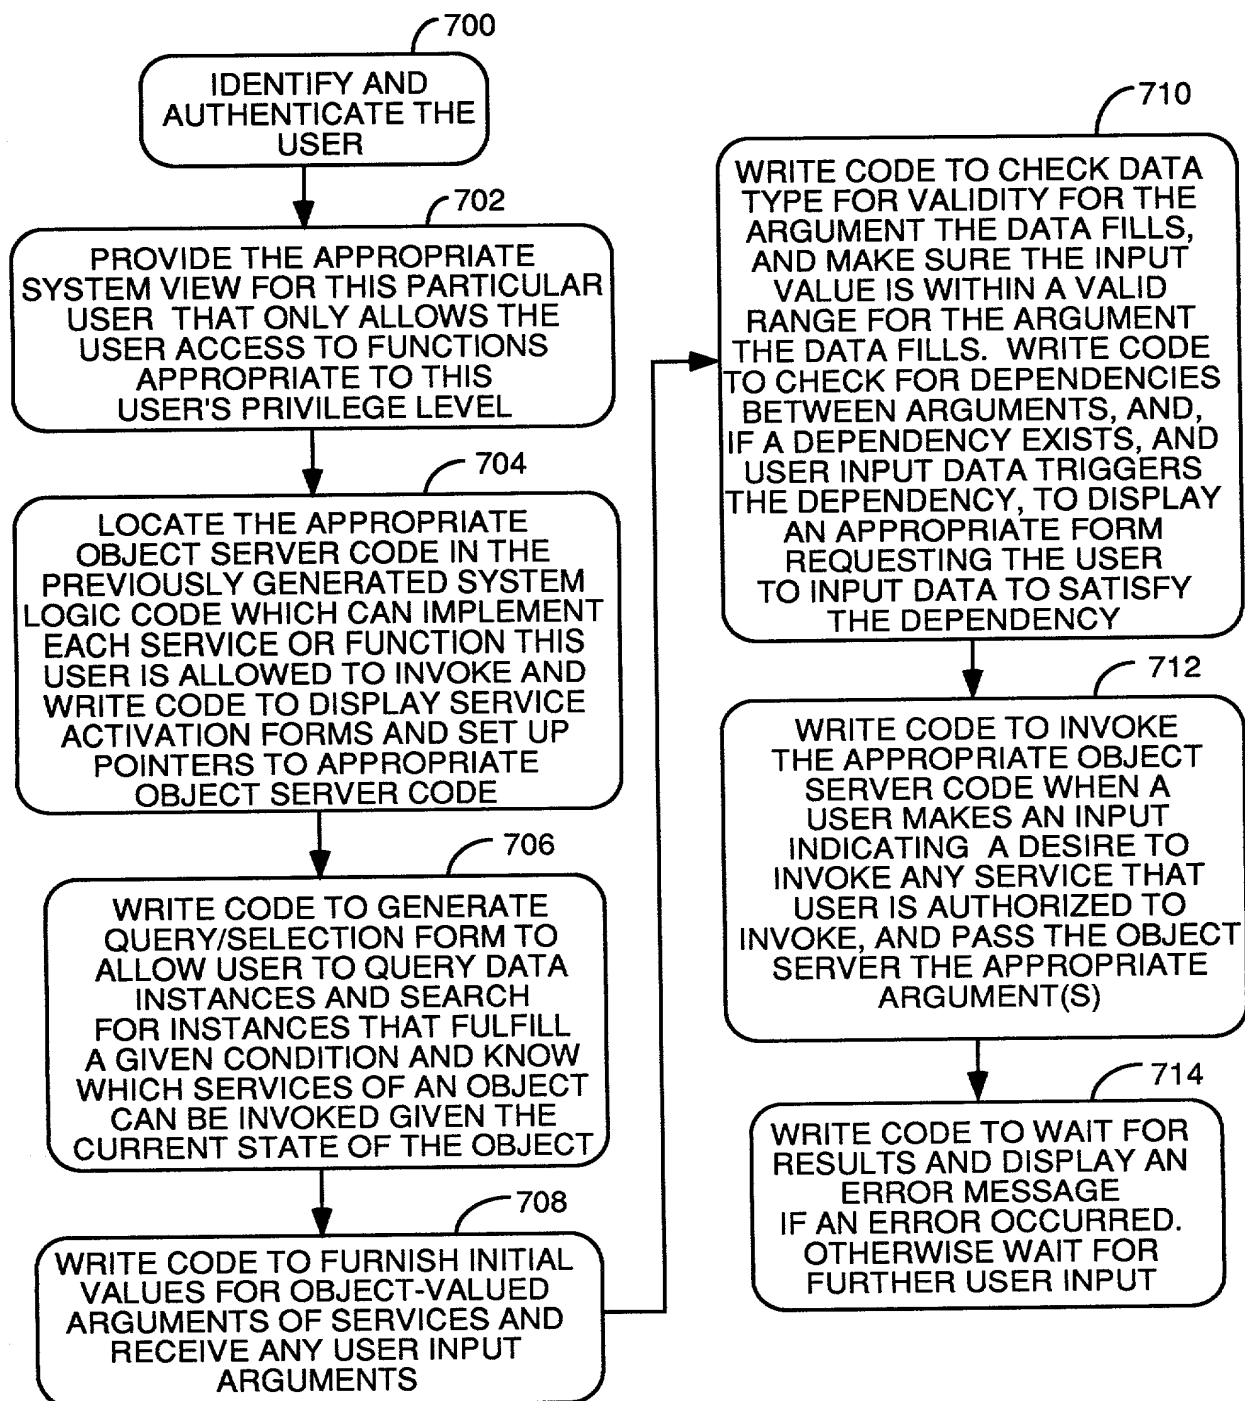 700
IDENTIFY AND
AUTHENTICATE THE
USER
702
PROVIDE THE APPROPRIATE
SYSTEM VIEW FOR THIS PARTICULAR
USER THAT ONLY ALLOWS THE
USER ACCESS TO FUNCTIONS
APPROPRIATE TO THIS
USER'S PRIVILEGE LEVEL
704
LOCATE THE APPROPRIATE
OBJECT SERVER CODE IN THE
PREVIOUSLY GENERATED SYSTEM
LOGIC CODE WHICH CAN IMPLEMENT
EACH SERVICE OR FUNCTION THIS
USER IS ALLOWED TO INVOKE AND
WRITE CODE TO DISPLAY SERVICE
ACTIVATION FORMS AND SET UP
POINTERS TO APPROPRIATE
OBJECT SERVER CODE
706
WRITE CODE TO GENERATE
QUERY/SELECTION FORM TO
ALLOW USER TO QUERY DATA
INSTANCES AND SEARCH
FOR INSTANCES THAT FULFILL
A GIVEN CONDITION AND KNOW
WHICH SERVICES OF AN OBJECT
CAN BE INVOKED GIVEN THE
CURRENT STATE OF THE OBJECT
708
WRITE CODE TO FURNISH INITIAL
VALUES FOR OBJECT-VALUED
ARGUMENTS OF SERVICES AND
RECEIVE ANY USER INPUT
ARGUMENTS
710
WRITE CODE TO CHECK DATA
TYPE FOR VALIDITY FOR THE
ARGUMENT THE DATA FILLS,
AND MAKE SURE THE INPUT
VALUE IS WITHIN A VALID
RANGE FOR THE ARGUMENT
THE DATA FILLS. WRITE CODE
TO CHECK FOR DEPENDENCIES
BETWEEN ARGUMENTS, AND,
IF A DEPENDENCY EXISTS, AND
USER INPUT DATA TRIGGERS
THE DEPENDENCY, TO DISPLAY
AN APPROPRIATE FORM
REQUESTING THE USER
TO INPUT DATA TO SATISFY
THE DEPENDENCY
712
WRITE CODE TO INVOKE
THE APPROPRIATE OBJECT
SERVER CODE WHEN A
USER MAKES AN INPUT
INDICATING A DESIRE TO
INVOKE ANY SERVICE THAT
USER IS AUTHORIZED TO
INVOKE, AND PASS THE OBJECT
SERVER THE APPROPRIATE
ARGUMENT(S)
714
WRITE CODE TO WAIT FOR
RESULTS AND DISPLAY AN
ERROR MESSAGE
IF AN ERROR OCCURRED.
OTHERWISE WAIT FOR
FURTHER USER INPUT